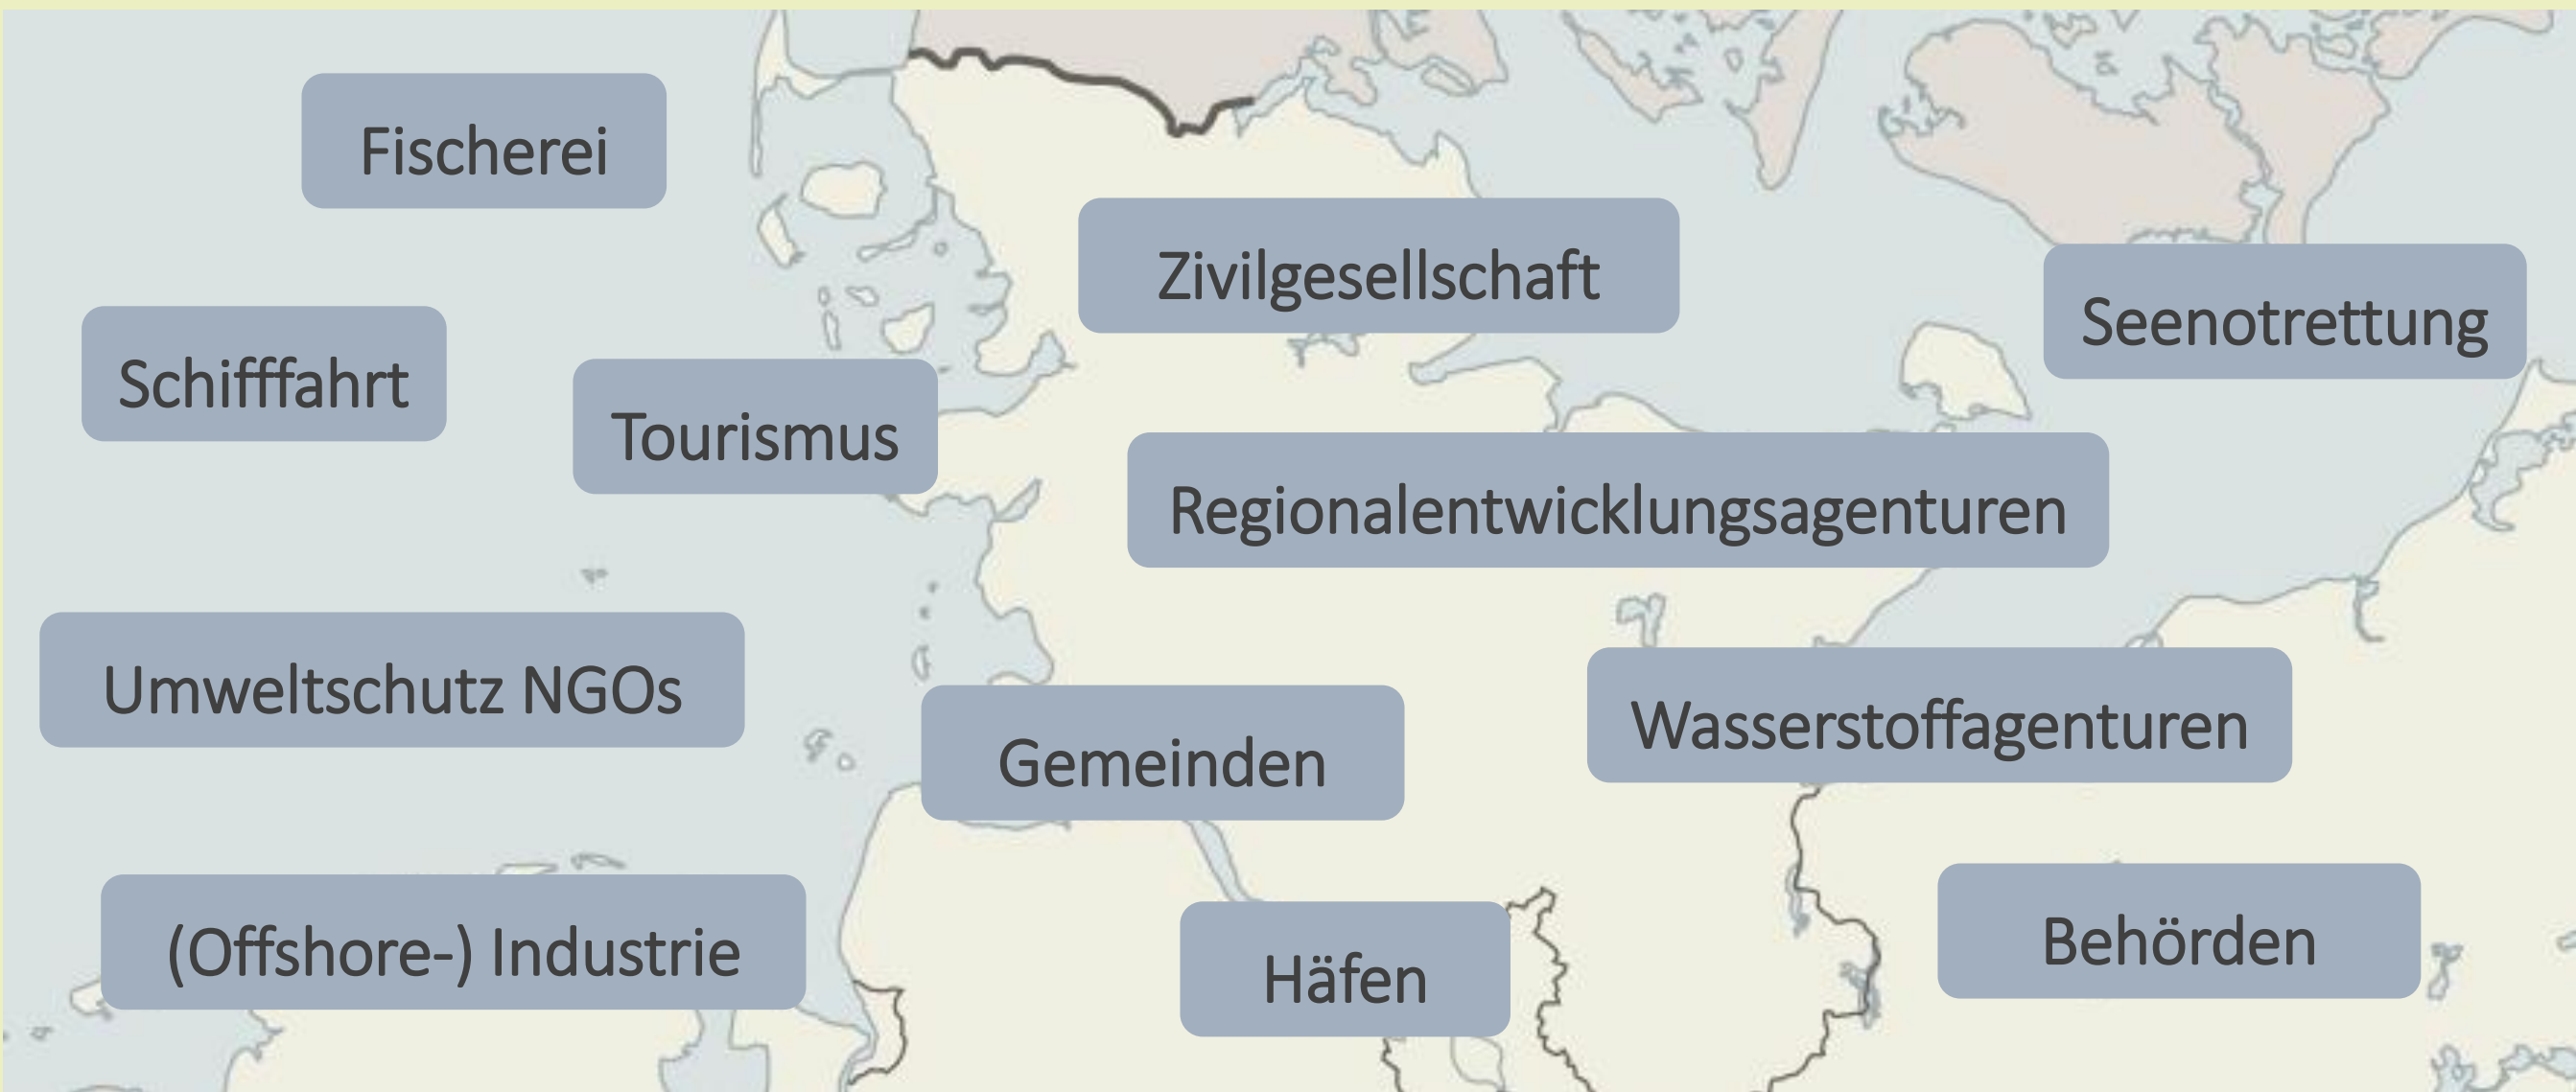 Fischerei
Zivilgesellschaft
Seenotrettung
Schifffahrt
Tourismus
Regionalentwicklungsagenturen
Umweltschutz NGOs
Gemeinden
Wasserstoffagenturen
(Offshore-) Industrie
Häfen
Behörden